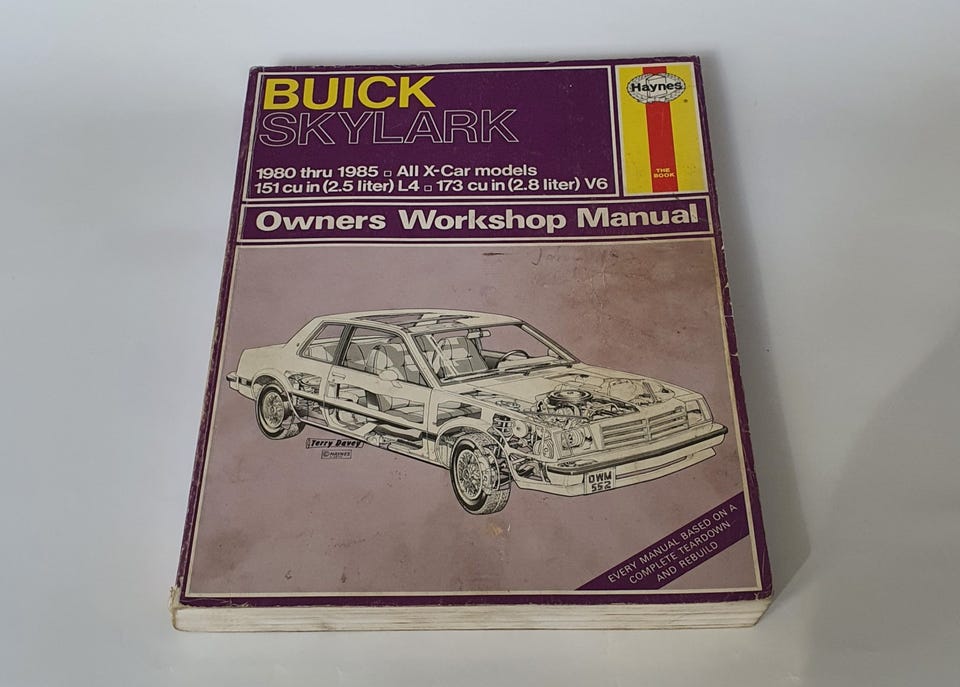 BUICK
SKYLARK
1980 thru 1985 ▫ All X-Car models
151 cu in (2.5 liter) L4 ▫ 173 cu in (2.8 liter) V6
Haynes
®
THE
BOOK
Owners Workshop Manual
Terry Davey
© HAYNES
OWM
552
EVERY MANUAL BASED ON A
COMPLETE TEARDOWN
AND REBUILD